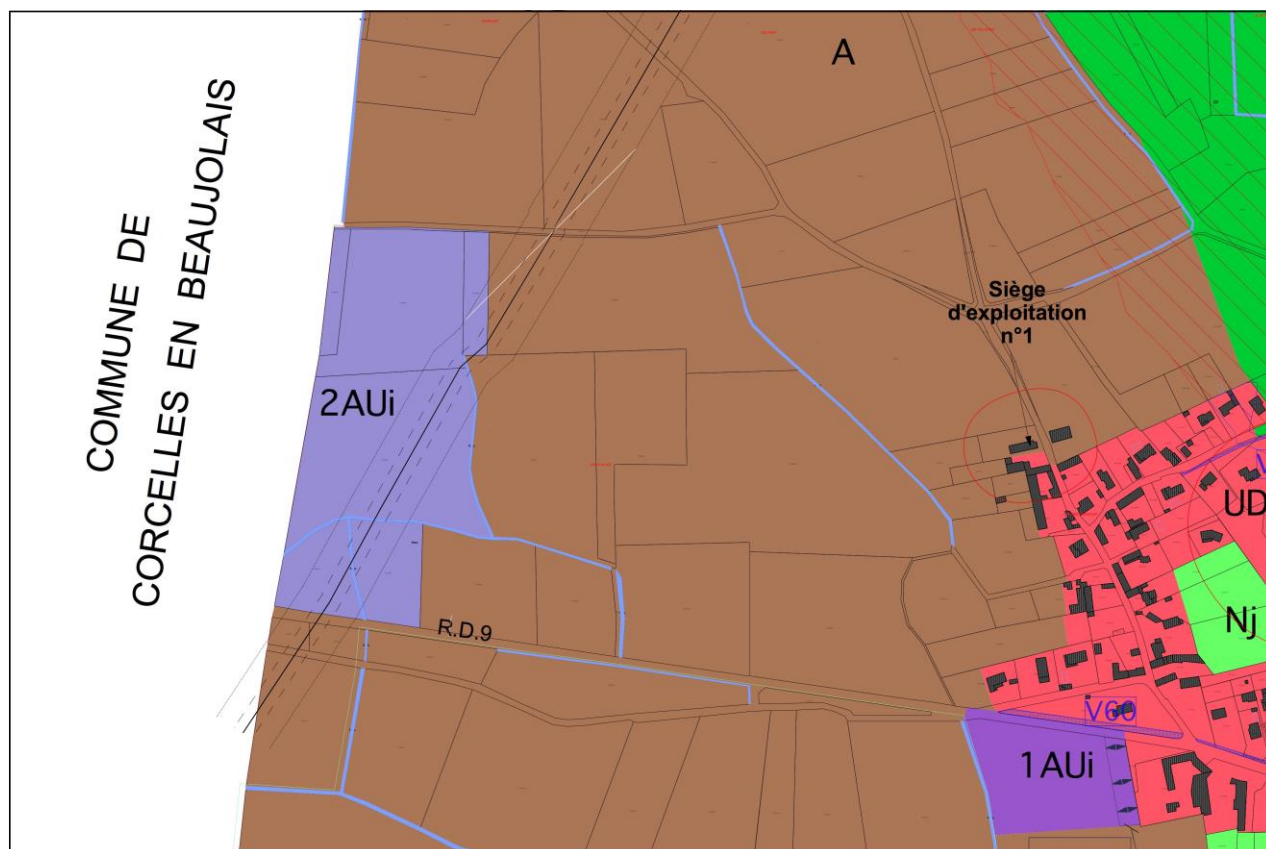 A
COMMUNE DE
CORCELLES EN BEAUJOLAIS
Siège
d'exploitation
n°1
2AUi
UD
Nj
R.D.9
V60
1AUi